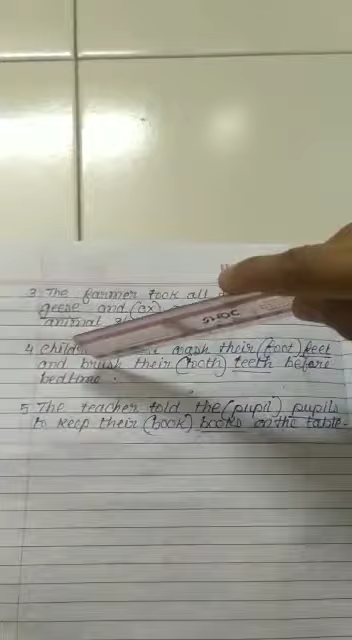 3 The farmer took all
geese and (ox)
animal
4 should wash their (foot) feet
and brush their (tooth) teeth before
bedtime.
5 The teacher told the (pupil) pupils
to keep their (book) books on the table.